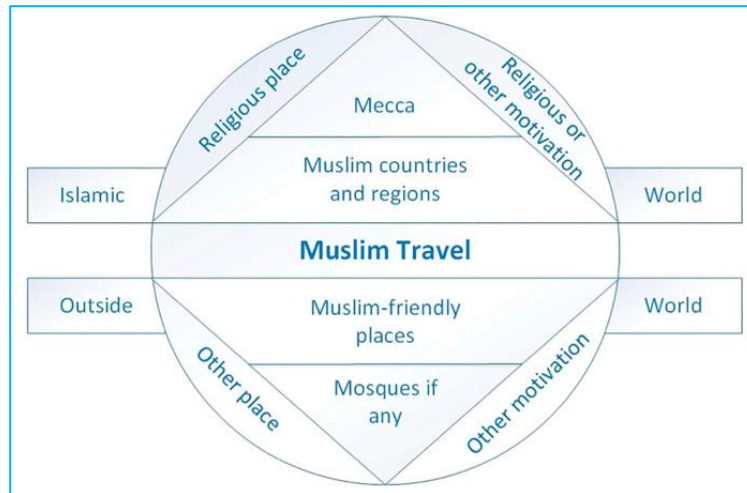 Religious place
Religious or
other motivation
Mecca
Muslim countries
and regions
Islamic
World
Muslim Travel
Outside
World
Muslim-friendly
places
Mosques if
any
Other place
Other motivation